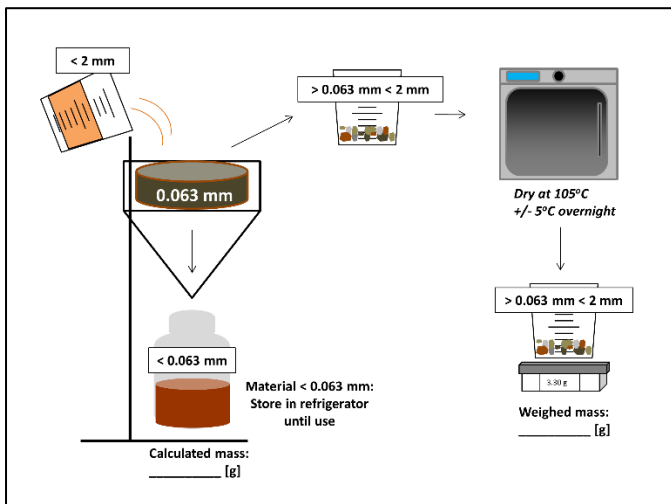 < 2 mm
> 0.063 mm < 2 mm
0.063 mm
Dry at 105°C
+/- 5°C overnight
> 0.063 mm < 2 mm
< 0.063 mm
Material < 0.063 mm:
Store in refrigerator
until use
3.30 g
Weighed mass:
__________ [g]
Calculated mass:
__________ [g]